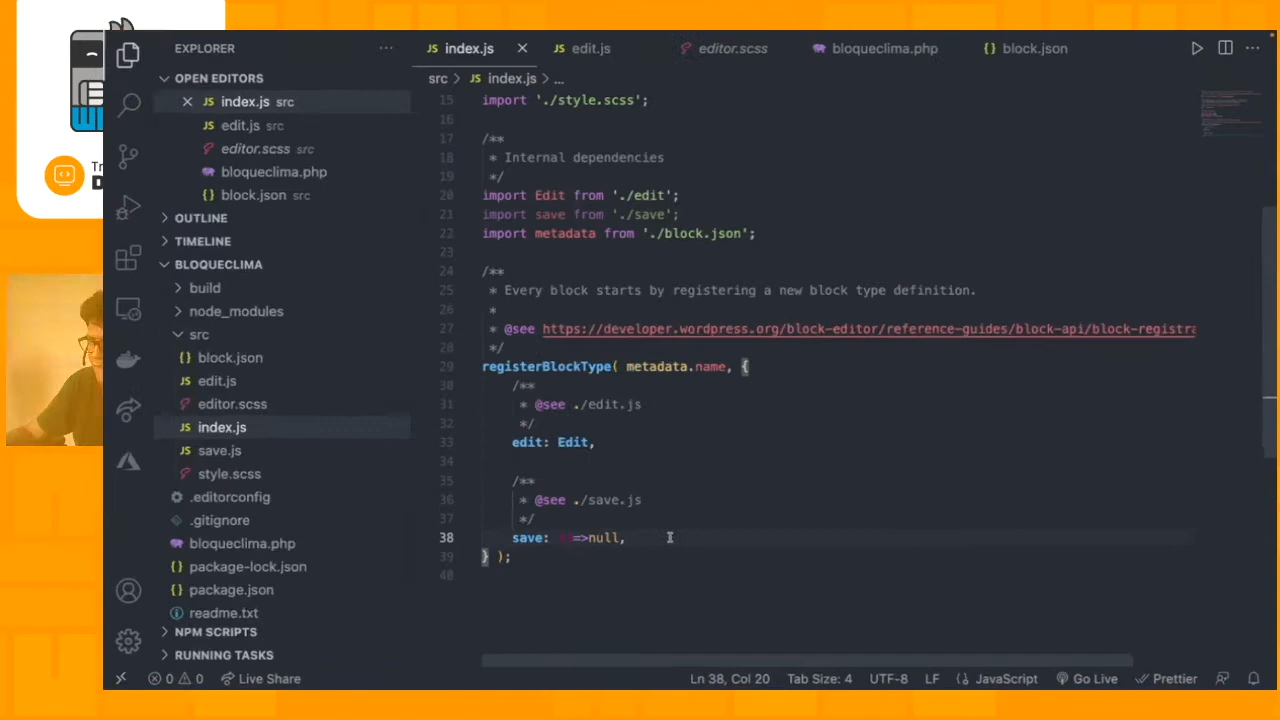 EXPLORER
OPEN EDITORS
index.js src
edit.js src
editor.scss src
bloqueclima.php
block.json src
OUTLINE
TIMELINE
BLOQUECLIMA
build
node_modules
src
block.json
edit.js
editor.scss
index.js
save.js
style.scss
.editorconfig
.gitignore
bloqueclima.php
package-lock.json
package.json
readme.txt
NPM SCRIPTS
RUNNING TASKS
JS index.js
JS edit.js
editor.scss
bloqueclima.php
{} block.json
src > JS index.js > ...
15 import './style.scss';
16
17 /**
18 * Internal dependencies
19 */
20 import Edit from './edit';
21 import save from './save';
22 import metadata from './block.json';
23
24 /**
25 * Every block starts by registering a new block type definition.
26 *
27 * @see https://developer.wordpress.org/block-editor/reference-guides/block-api/block-registra
28 */
29 registerBlockType( metadata.name, {
30 /**
31 * @see ./edit.js
32 */
33 edit: Edit,
34
35 /**
36 * @see ./save.js
37 */
38 save: ()=>null,
39 } );
40
0 0 Live Share
Ln 38, Col 20 Tab Size: 4 UTF-8 LF JavaScript Go Live Prettier